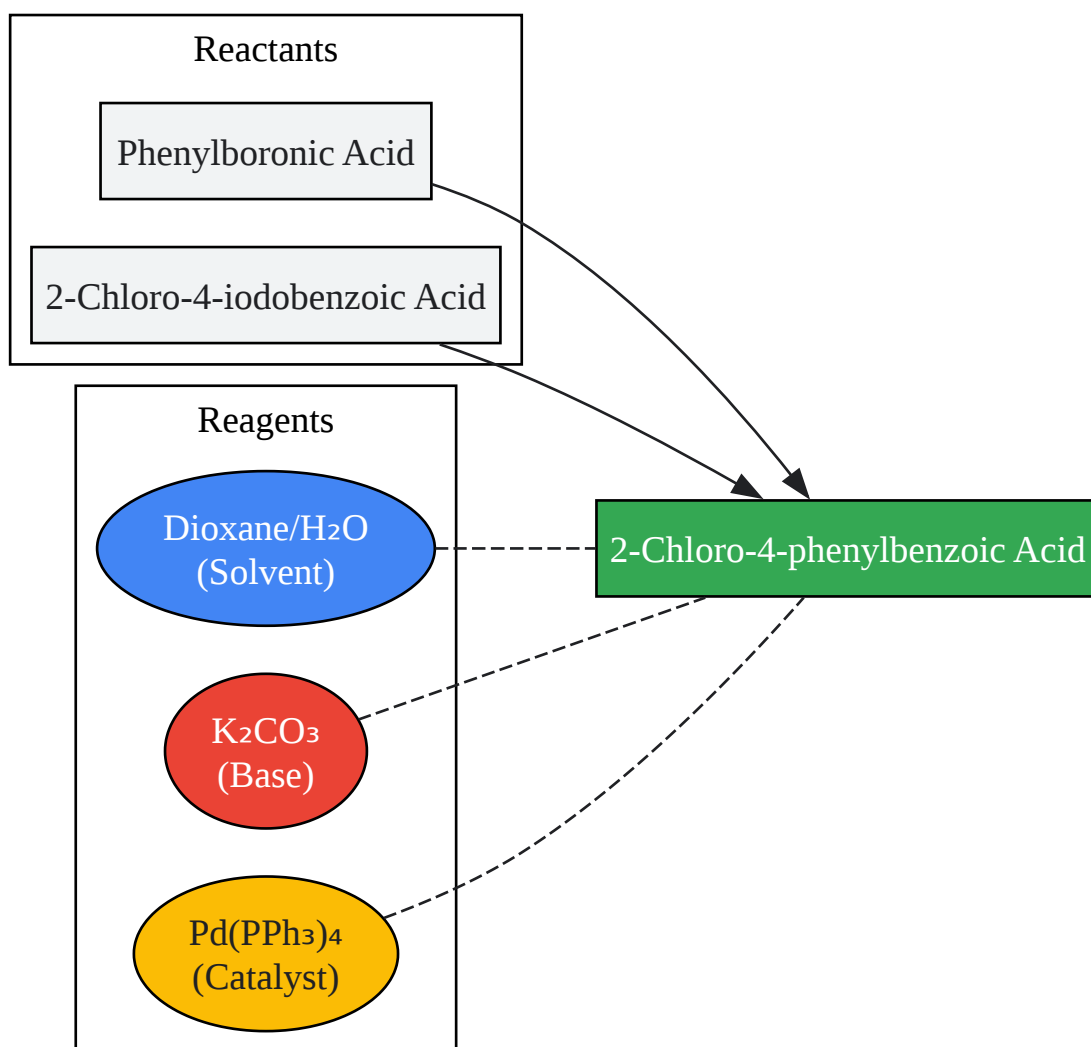 Reactants
Phenylboronic Acid
2-Chloro-4-iodobenzoic Acid
Reagents
Dioxane/H₂O
(Solvent)
2-Chloro-4-phenylbenzoic Acid
K₂CO₃
(Base)
Pd(PPh₃)₄
(Catalyst)